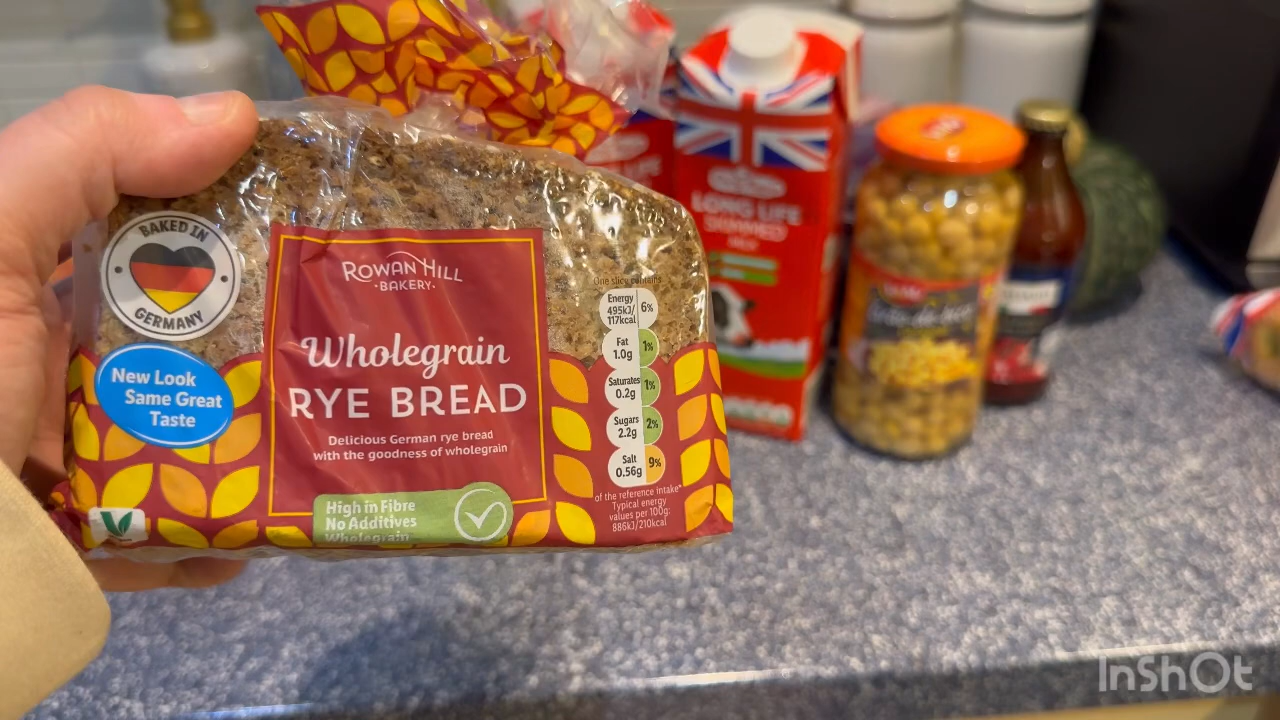 BAKED IN
GERMANY
New Look
Same Great
Taste
ROWAN HILL
·BAKERY·
Wholegrain
RYE BREAD
Delicious German rye bread
with the goodness of wholegrain
High in Fibre
No Additives
Wholegrain
One slice contains
Energy
495kJ/
117kcal
6%
Fat
1.0g
1%
Saturates
0.2g
1%
Sugars
2.2g
2%
Salt
0.56g
9%
of the reference intake*
Typical energy
values per 100g:
886kJ/210kcal
LONG LIFE
SKIMMED
MILK
InShOt